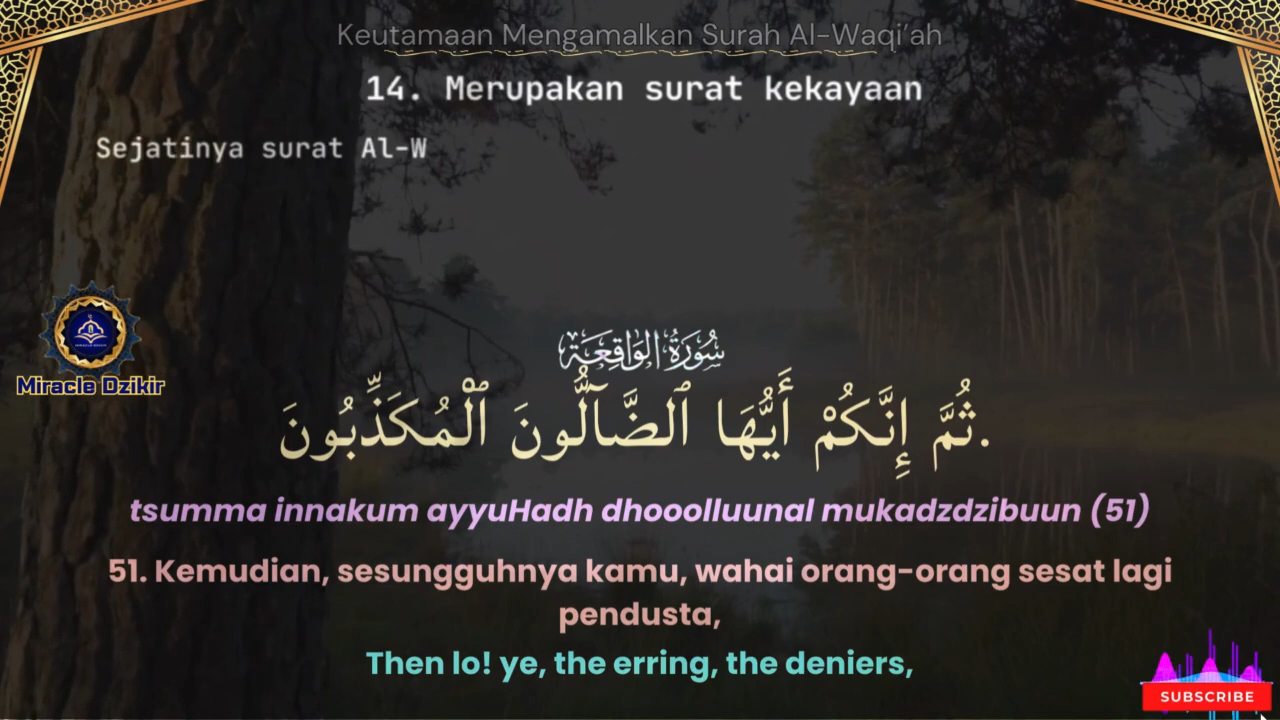 Keutamaan Mengamalkan Surah Al-Waqi’ah
14. Merupakan surat kekayaan
Sejatinya surat Al-W
سُورَةُ الوَاقِعَةِ
ثُمَّ إِنَّكُمْ أَيُّهَا ٱلضَّآلُّونَ ٱلْمُكَذِّبُونَ.
Miracle Dzikir
tsumma innakum ayyuHadh dhooolluunal mukadzdzibuun (51)
51. Kemudian, sesungguhnya kamu, wahai orang-orang sesat lagi
pendusta,
Then lo! ye, the erring, the deniers,
SUBSCRIBE